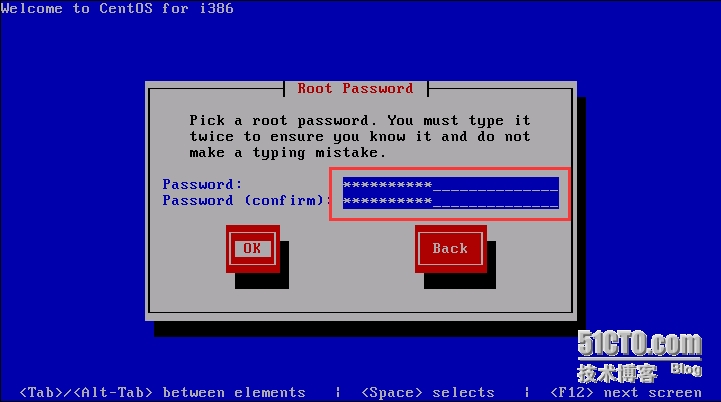 Welcome to CentOS for i386
Root Password
Pick a root password. You must type it
twice to ensure you know it and do not
make a typing mistake.
Password: **********______________
Password (confirm): **********______________
OK Back
51CTO.com
技术博客 Blog
<Tab>/<Alt-Tab> between elements | <Space> selects | <F12> next screen